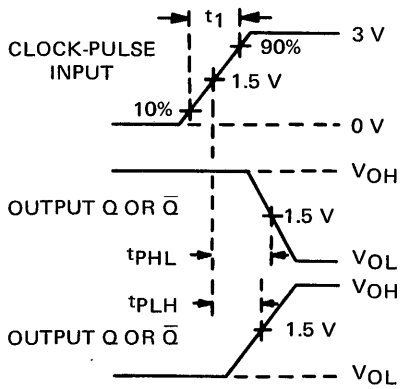 t1
CLOCK-PULSE
INPUT
90%
3 V
1.5 V
10%
0 V
VOH
OUTPUT Q OR Q̅
1.5 V
tPHL
VOL
VOH
tPLH
OUTPUT Q OR Q̅
1.5 V
VOL